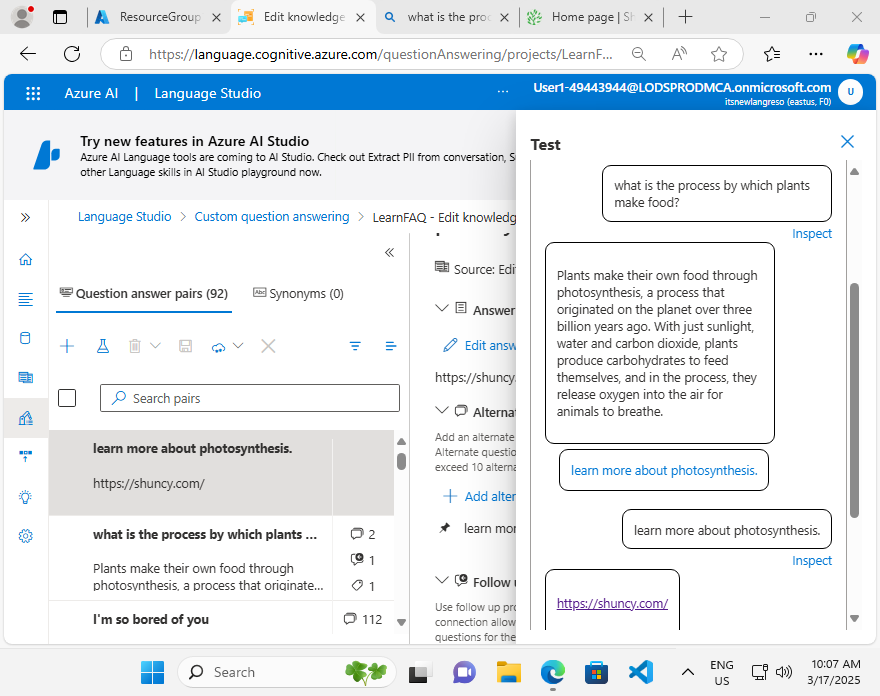 ResourceGroup
Edit knowledge
what is the proc
Home page | Sh
https://language.cognitive.azure.com/questionAnswering/projects/LearnF...
Azure AI | Language Studio
...
User1-49443944@LODSPRODMCA.onmicrosoft.com
itsnewlangreso (eastus, F0)
U
Try new features in Azure AI Studio
Azure AI Language tools are coming to AI Studio. Check out Extract PII from conversation, S
other Language skills in AI Studio playground now.
Language Studio > Custom question answering > LearnFAQ - Edit knowledg
Question answer pairs (92)
Synonyms (0)
Search pairs
learn more about photosynthesis.
https://shuncy.com/
what is the process by which plants ...
2
Plants make their own food through
photosynthesis, a process that originate...
1
1
I'm so bored of you
112
Source: Edi
Answer
Edit answ
https://shuncy.
Alterna
Add an alternate
Alternate questio
exceed 10 alterna
Add alter
learn mor
Follow u
Use follow up pro
connection allow
questions for the
Test
what is the process by which plants
make food?
Inspect
Plants make their own food through
photosynthesis, a process that
originated on the planet over three
billion years ago. With just sunlight,
water and carbon dioxide, plants
produce carbohydrates to feed
themselves, and in the process, they
release oxygen into the air for
animals to breathe.
learn more about photosynthesis.
learn more about photosynthesis.
Inspect
https://shuncy.com/
Search
ENG
US
10:07 AM
3/17/2025